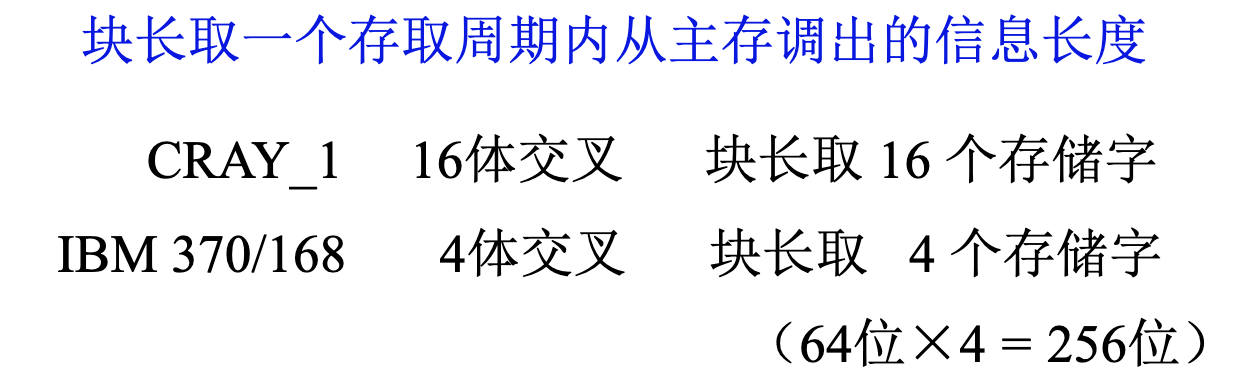 块长取一个存取周期内从主存调出的信息长度
CRAY_1 16体交叉 块长取 16 个存储字
IBM 370/168 4体交叉 块长取 4 个存储字
（64位×4 = 256位）